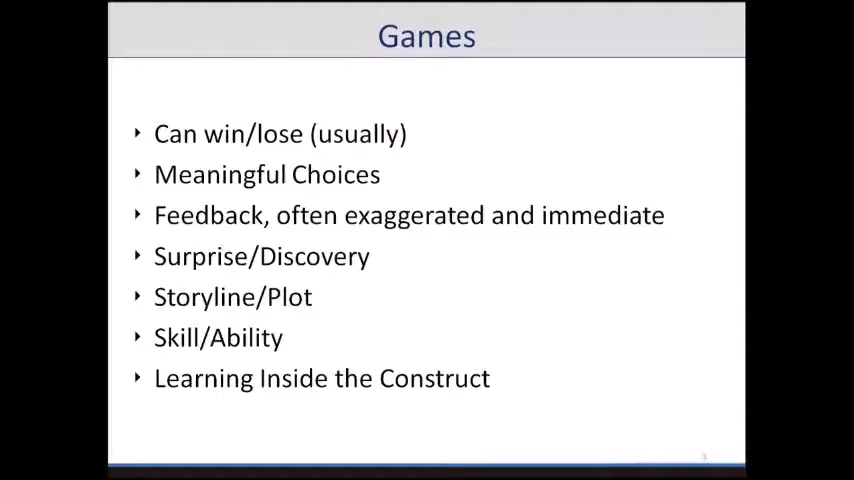 Games
Can win/lose (usually)
Meaningful Choices
Feedback, often exaggerated and immediate
Surprise/Discovery
Storyline/Plot
Skill/Ability
Learning Inside the Construct